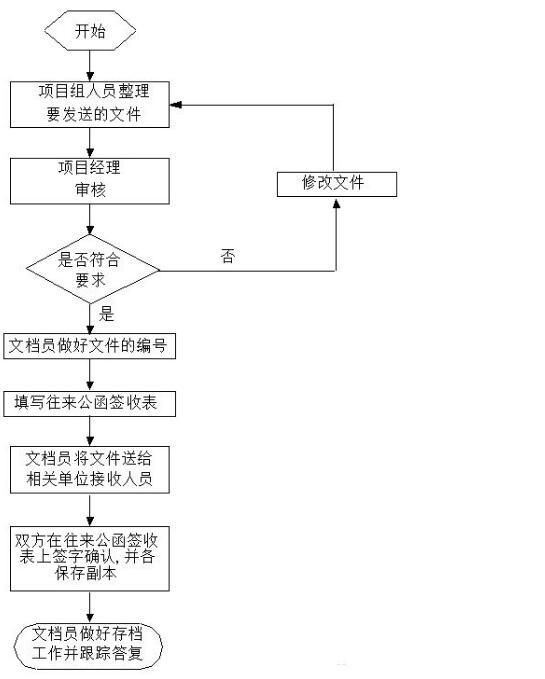 开始
项目组人员整理
要发送的文件
项目经理
审核
修改文件
是否符合
要求
否
是
文档员做好文件的编号
填写往来公函签收表
文档员将文件送给
相关单位接收人员
双方在往来公函签收
表上签字确认,并各
保存副本
文档员做好存档
工作并跟踪答复